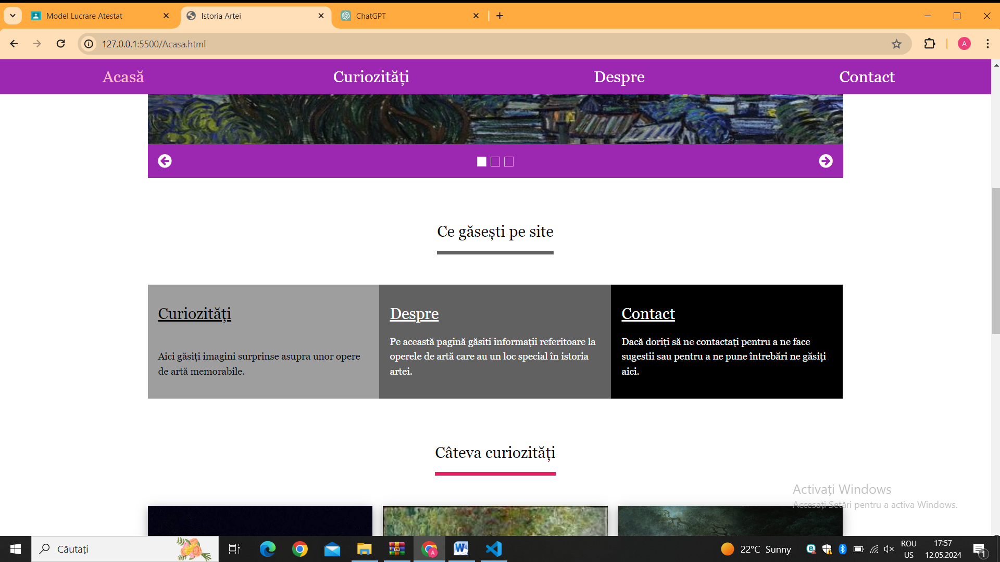 Model Lucrare Atestat
Istoria Artei
ChatGPT
127.0.0.1:5500/Acasa.html
A
Acasă
Curiozități
Despre
Contact
Ce găsești pe site
Curiozități
Aici găsiți imagini surprinse asupra unor opere
de artă memorabile.
Despre
Pe această pagină găsiti informații referitoare la
operele de artă care au un loc special în istoria
artei.
Contact
Dacă doriți să ne contactați pentru a ne face
sugestii sau pentru a ne pune întrebări ne găsiți
aici.
Câteva curiozități
Activați Windows
Accesați Setări pentru a activa Windows.
Căutați
A
22°C Sunny
ROU
US
17:57
12.05.2024
1